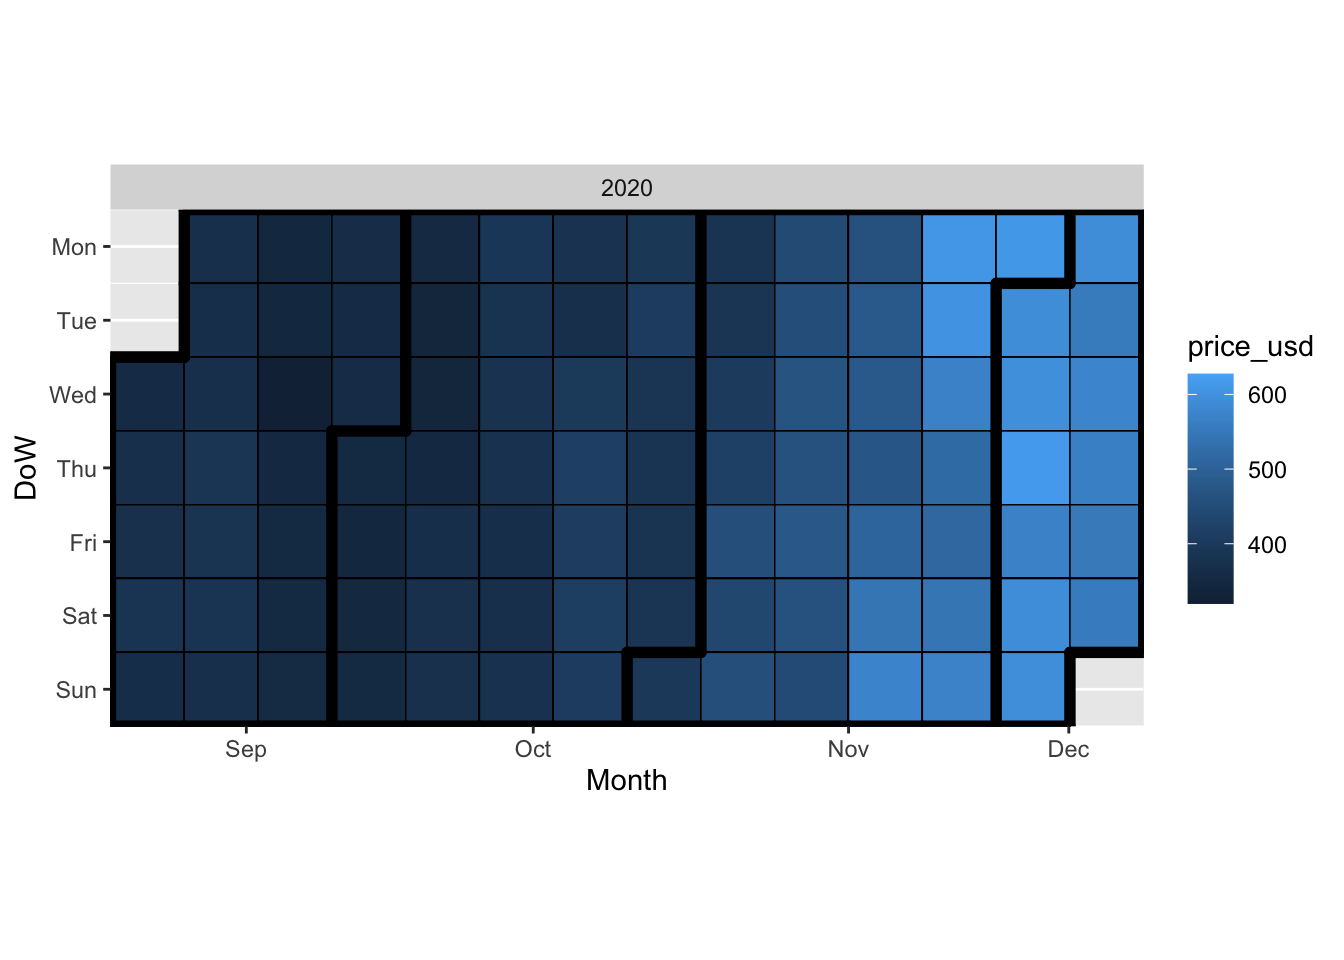 2020
Mon
Tue
Wed
Thu
Fri
Sat
Sun
DoW
Sep Oct Nov Dec
Month
price_usd
600
500
400